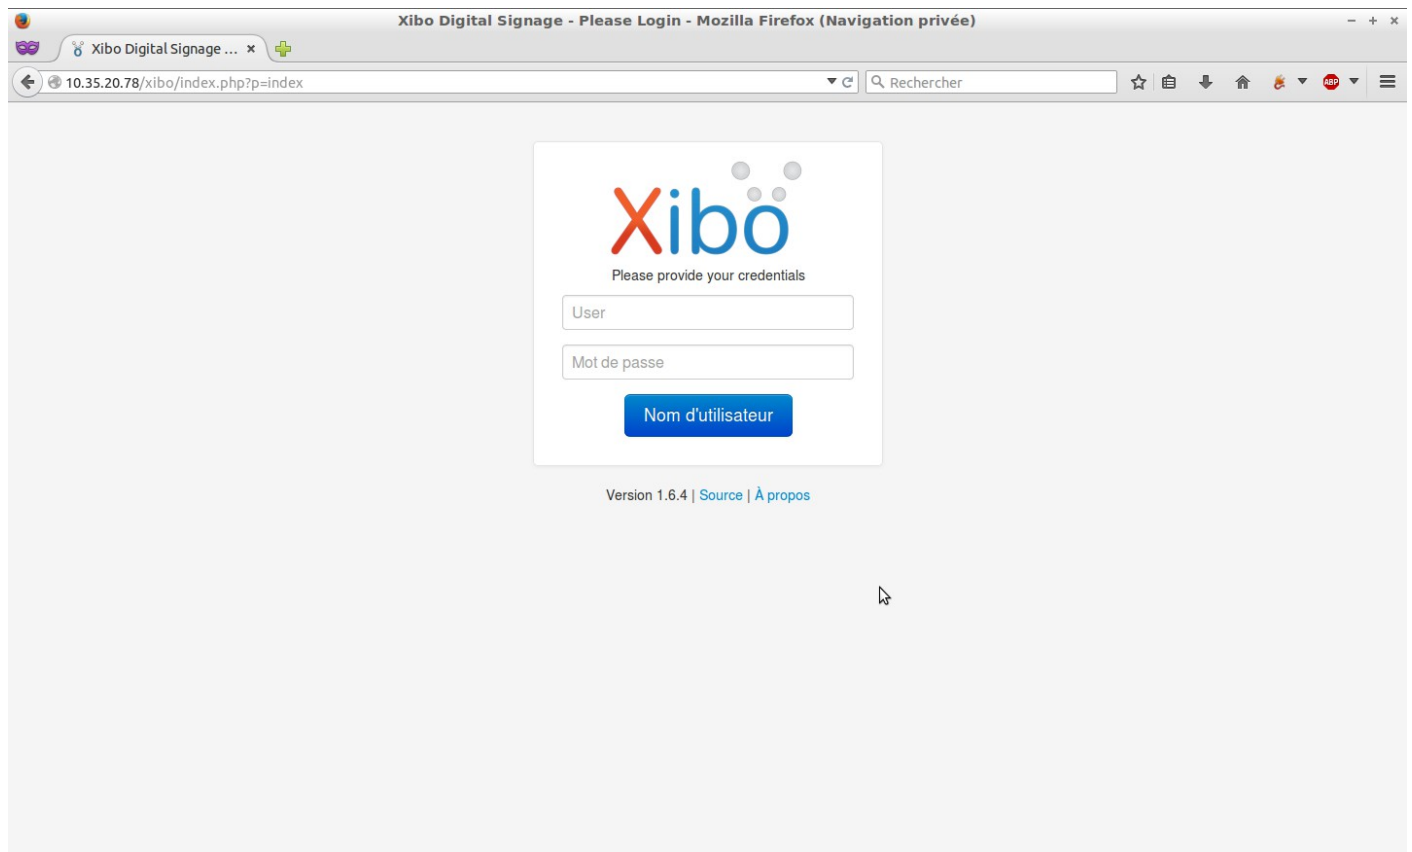 Xibo Digital Signage - Please Login - Mozilla Firefox (Navigation privée)
Xibo Digital Signage ...
10.35.20.78/xibo/index.php?p=index
Rechercher
ABP
Xibo
Please provide your credentials
User
Mot de passe
Nom d'utilisateur
Version 1.6.4 | Source | À propos